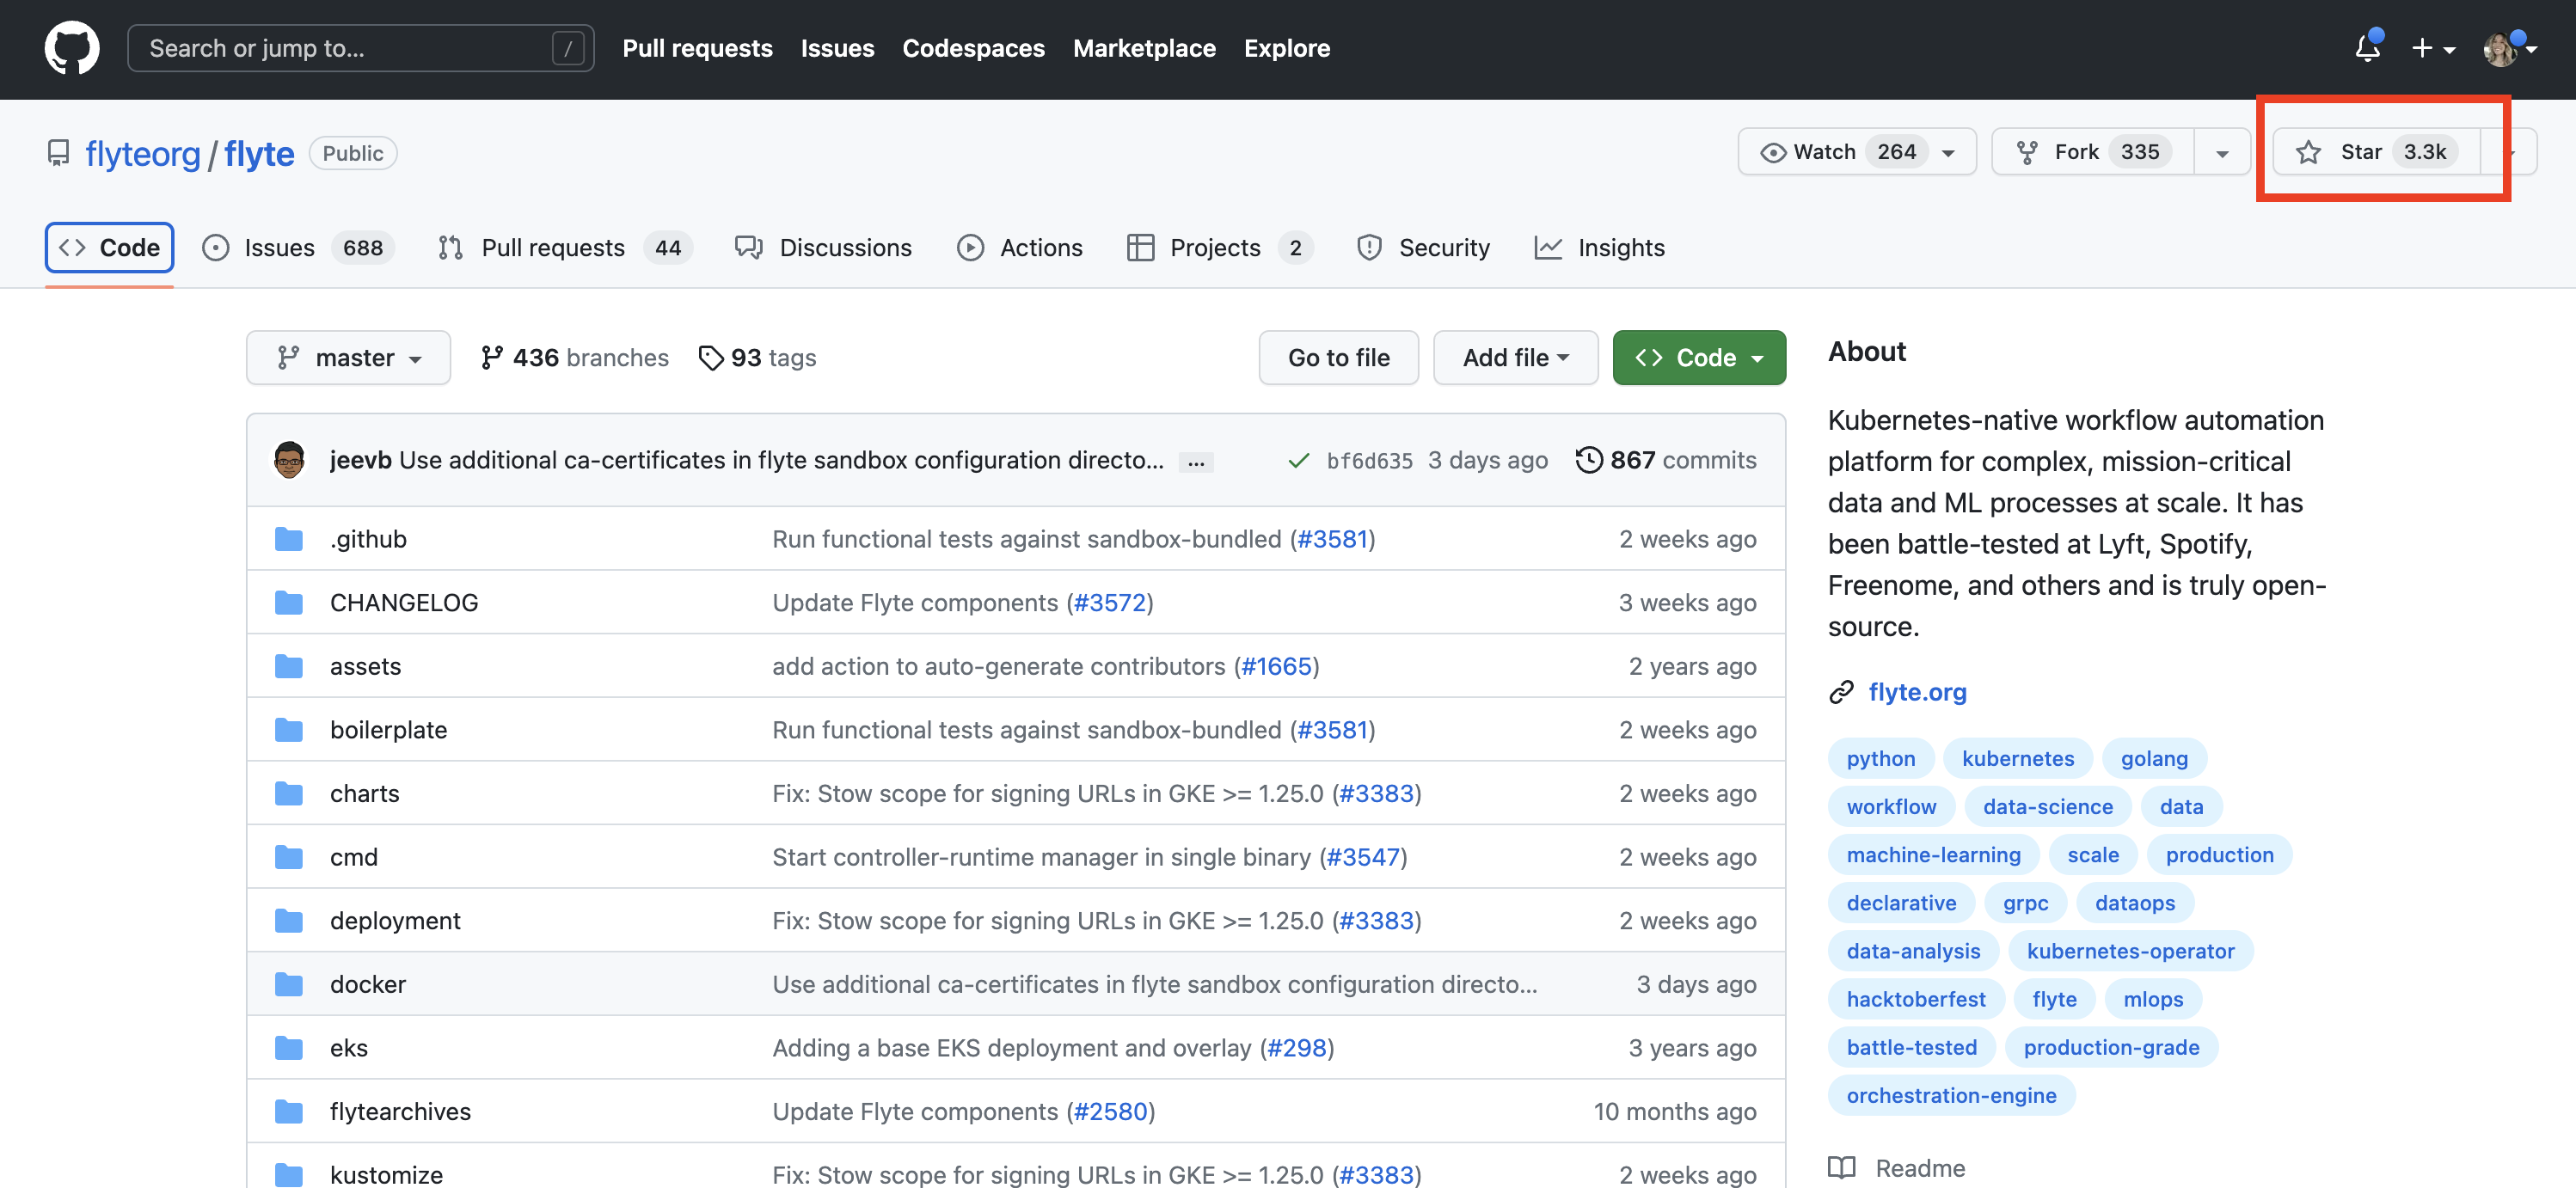 Search or jump to... /
Pull requests Issues Codespaces Marketplace Explore
flyteorg / flyte Public
Watch 264 Fork 335 Star 3.3k
Code Issues 688 Pull requests 44 Discussions Actions Projects 2 Security Insights
master 436 branches 93 tags Go to file Add file Code
jeevb Use additional ca-certificates in flyte sandbox configuration directo... ... bf6d635 3 days ago 867 commits
.github Run functional tests against sandbox-bundled (#3581) 2 weeks ago
CHANGELOG Update Flyte components (#3572) 3 weeks ago
assets add action to auto-generate contributors (#1665) 2 years ago
boilerplate Run functional tests against sandbox-bundled (#3581) 2 weeks ago
charts Fix: Stow scope for signing URLs in GKE >= 1.25.0 (#3383) 2 weeks ago
cmd Start controller-runtime manager in single binary (#3547) 2 weeks ago
deployment Fix: Stow scope for signing URLs in GKE >= 1.25.0 (#3383) 2 weeks ago
docker Use additional ca-certificates in flyte sandbox configuration directo... 3 days ago
eks Adding a base EKS deployment and overlay (#298) 3 years ago
flytearchives Update Flyte components (#2580) 10 months ago
kustomize Fix: Stow scope for signing URLs in GKE >= 1.25.0 (#3383) 2 weeks ago
About
Kubernetes-native workflow automation
platform for complex, mission-critical
data and ML processes at scale. It has
been battle-tested at Lyft, Spotify,
Freenome, and others and is truly open-
source.
flyte.org
python kubernetes golang
workflow data-science data
machine-learning scale production
declarative grpc dataops
data-analysis kubernetes-operator
hacktoberfest flyte mlops
battle-tested production-grade
orchestration-engine
Readme